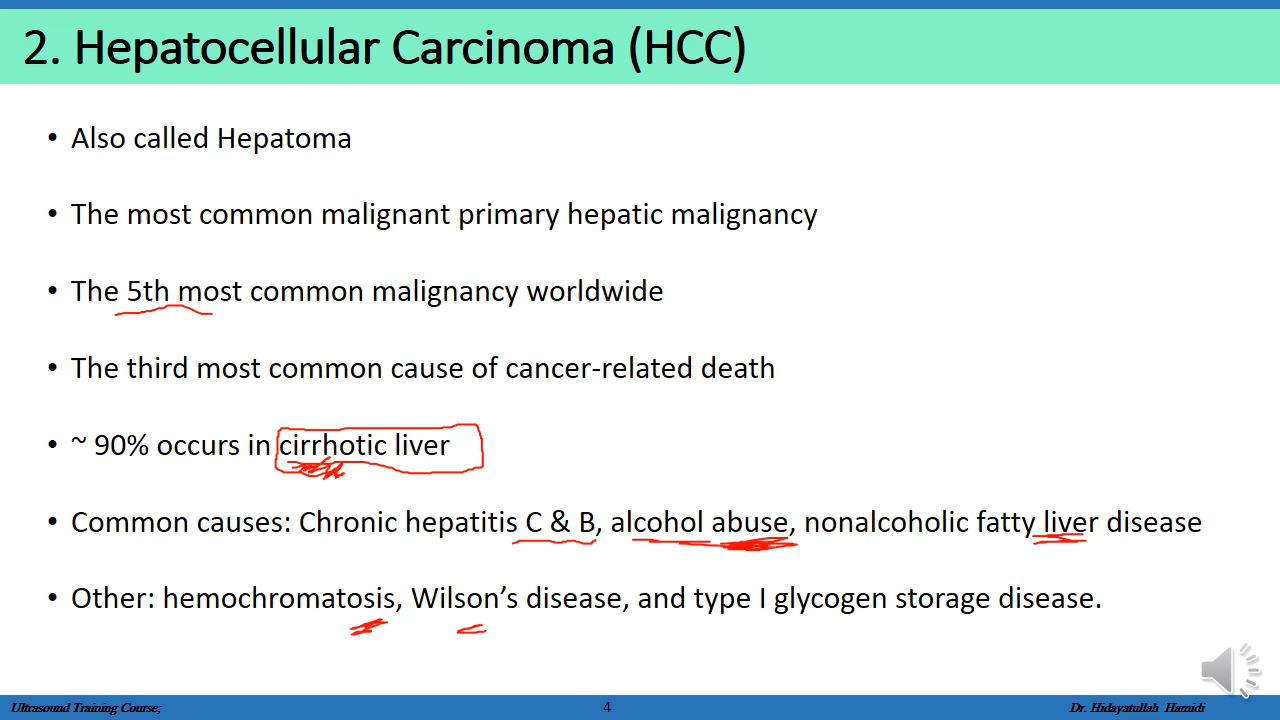 2. Hepatocellular Carcinoma (HCC)
• Also called Hepatoma
• The most common malignant primary hepatic malignancy
• The 5th most common malignancy worldwide
• The third most common cause of cancer-related death
• ~ 90% occurs in cirrhotic liver
• Common causes: Chronic hepatitis C & B, alcohol abuse, nonalcoholic fatty liver disease
• Other: hemochromatosis, Wilson’s disease, and type I glycogen storage disease.
Ultrasound Training Course; 4 Dr. Hidayatullah Hamidi